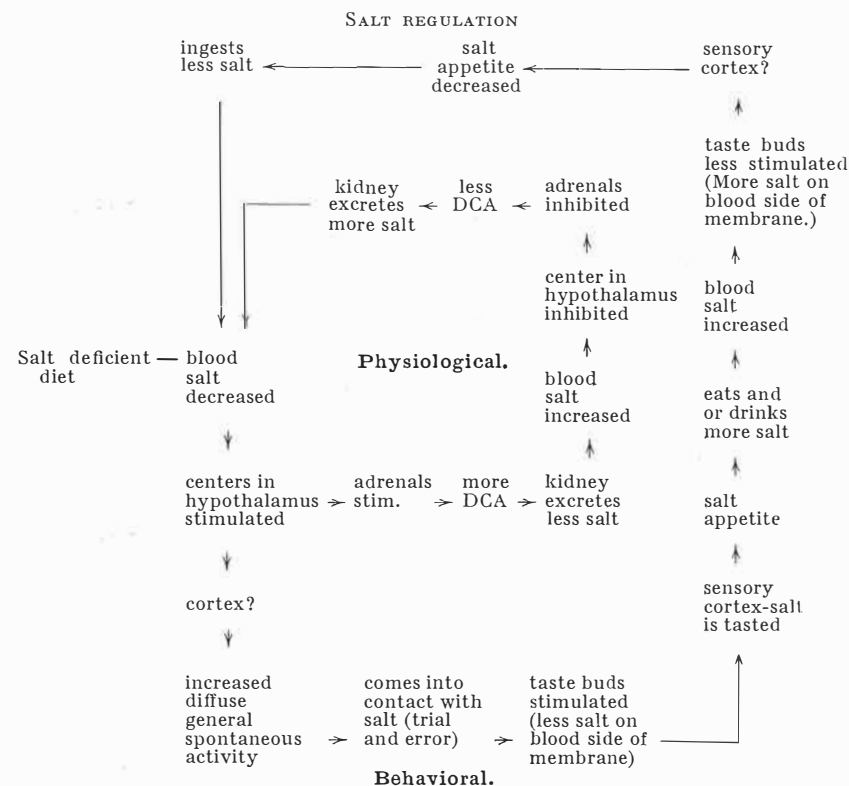 SALT REGULATION
ingests
less salt
salt
appetite
decreased
sensory
cortex?
taste buds
less stimulated
(More salt on
blood side of
membrane.)
kidney
excretes
more salt
less
DCA
adrenals
inhibited
center in
hypothalamus
inhibited
blood
salt
increased
Salt deficient
diet
blood
salt
decreased
Physiological.
blood
salt
increased
eats and
or drinks
more salt
centers in
hypothalamus
stimulated
adrenals
stim.
more
DCA
kidney
excretes
less salt
salt
appetite
cortex?
sensory
cortex-salt
is tasted
increased
diffuse
general
spontaneous
activity
comes into
contact with
salt (trial
and error)
taste buds
stimulated
(less salt on
blood side of
membrane)
Behavioral.